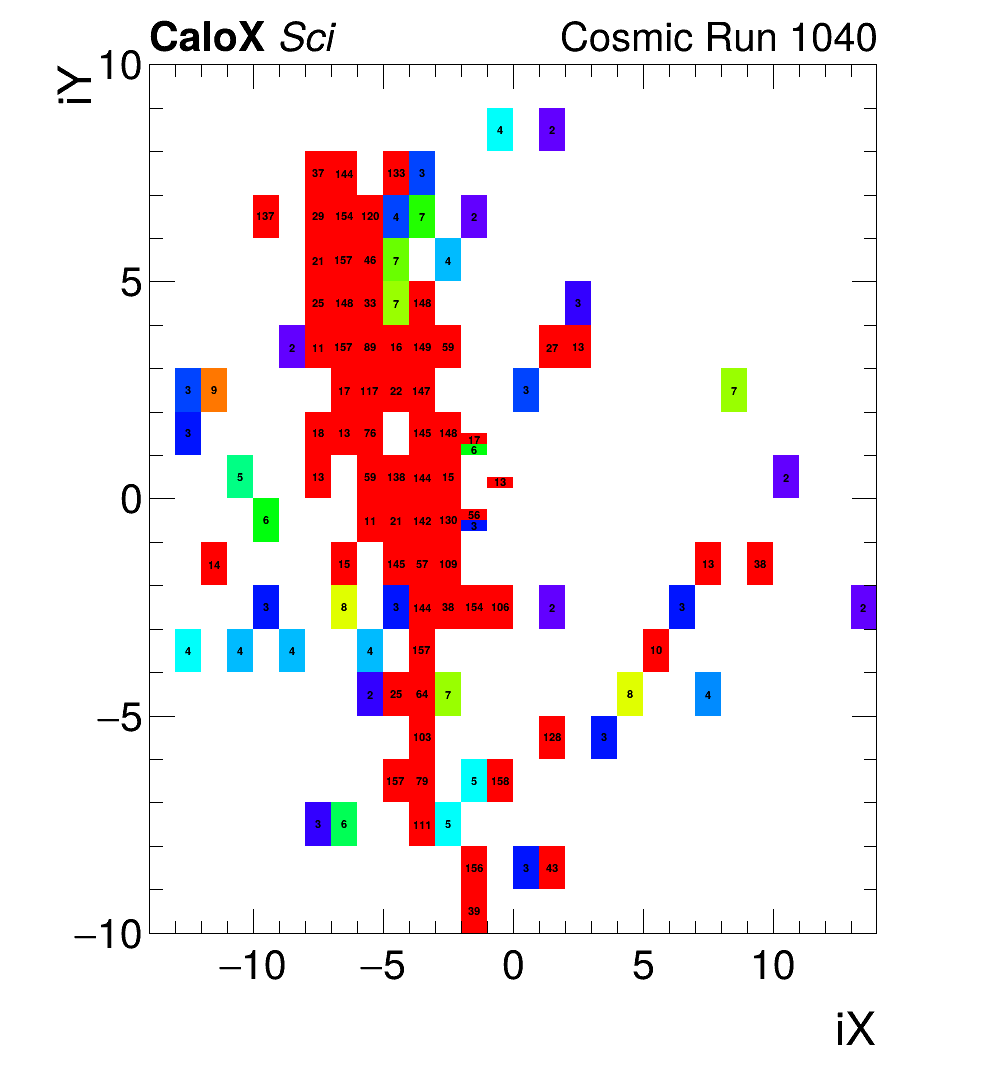 CaloX Sci Cosmic Run 1040
iY
10
4 2
37 144 133 3
137 29 154 120 4 7 2
21 157 46 7 4
5
25 148 33 7 148 3
2 11 157 89 16 149 59 27 13
3 9 17 117 22 147 3 7
3 18 13 76 145 148 17
6
5 13 59 138 144 15 13 2
0
6 11 21 142 130 56
3
14 15 145 57 109 13 38
3 8 3 144 38 154 106 2 3 2
4 4 4 4 157 10
2 25 64 7 8 4
−5
103 128 3
157 79 5 158
3 6 111 5
156 3 43
39
−10
−10 −5 0 5 10
iX